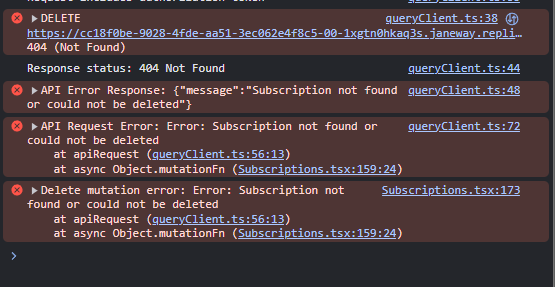 DELETE queryClient.ts:38
https://cc18f0be-9028-4fde-aa51-3ec062e4f8c5-00-1xgtn0hkaq3s.janeway.repli…
404 (Not Found)
Response status: 404 Not Found queryClient.ts:44
API Error Response: {"message":"Subscription not found queryClient.ts:48
or could not be deleted"}
API Request Error: Error: Subscription not found or queryClient.ts:72
could not be deleted
at apiRequest (queryClient.ts:56:13)
at async Object.mutationFn (Subscriptions.tsx:159:24)
Delete mutation error: Error: Subscription not Subscriptions.tsx:173
found or could not be deleted
at apiRequest (queryClient.ts:56:13)
at async Object.mutationFn (Subscriptions.tsx:159:24)